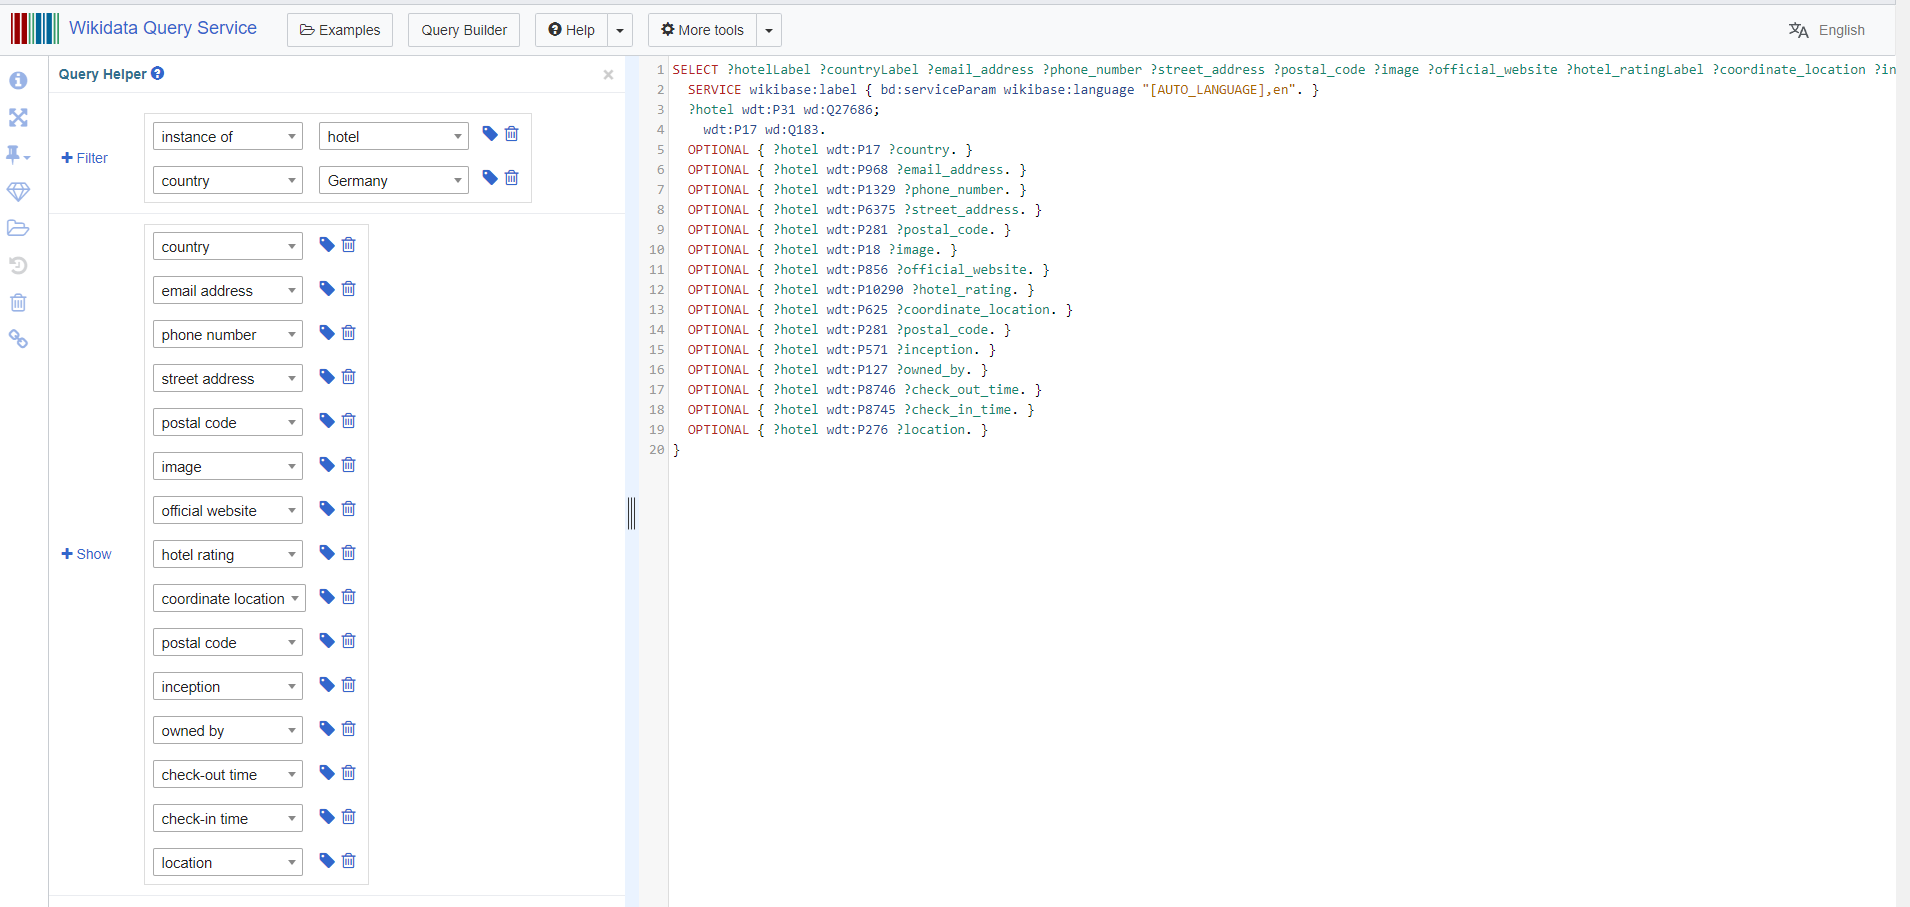 Wikidata Query Service
Examples
Query Builder
Help
More tools
English
Query Helper
Filter
instance of
hotel
country
Germany
Show
country
email address
phone number
street address
postal code
image
official website
hotel rating
coordinate location
postal code
inception
owned by
check-out time
check-in time
location
1 SELECT ?hotelLabel ?countryLabel ?email_address ?phone_number ?street_address ?postal_code ?image ?official_website ?hotel_ratingLabel ?coordinate_location ?in
2 SERVICE wikibase:label { bd:serviceParam wikibase:language "[AUTO_LANGUAGE],en". }
3 ?hotel wdt:P31 wd:Q27686;
4 wdt:P17 wd:Q183.
5 OPTIONAL { ?hotel wdt:P17 ?country. }
6 OPTIONAL { ?hotel wdt:P968 ?email_address. }
7 OPTIONAL { ?hotel wdt:P1329 ?phone_number. }
8 OPTIONAL { ?hotel wdt:P6375 ?street_address. }
9 OPTIONAL { ?hotel wdt:P281 ?postal_code. }
10 OPTIONAL { ?hotel wdt:P18 ?image. }
11 OPTIONAL { ?hotel wdt:P856 ?official_website. }
12 OPTIONAL { ?hotel wdt:P10290 ?hotel_rating. }
13 OPTIONAL { ?hotel wdt:P625 ?coordinate_location. }
14 OPTIONAL { ?hotel wdt:P281 ?postal_code. }
15 OPTIONAL { ?hotel wdt:P571 ?inception. }
16 OPTIONAL { ?hotel wdt:P127 ?owned_by. }
17 OPTIONAL { ?hotel wdt:P8746 ?check_out_time. }
18 OPTIONAL { ?hotel wdt:P8745 ?check_in_time. }
19 OPTIONAL { ?hotel wdt:P276 ?location. }
20 }